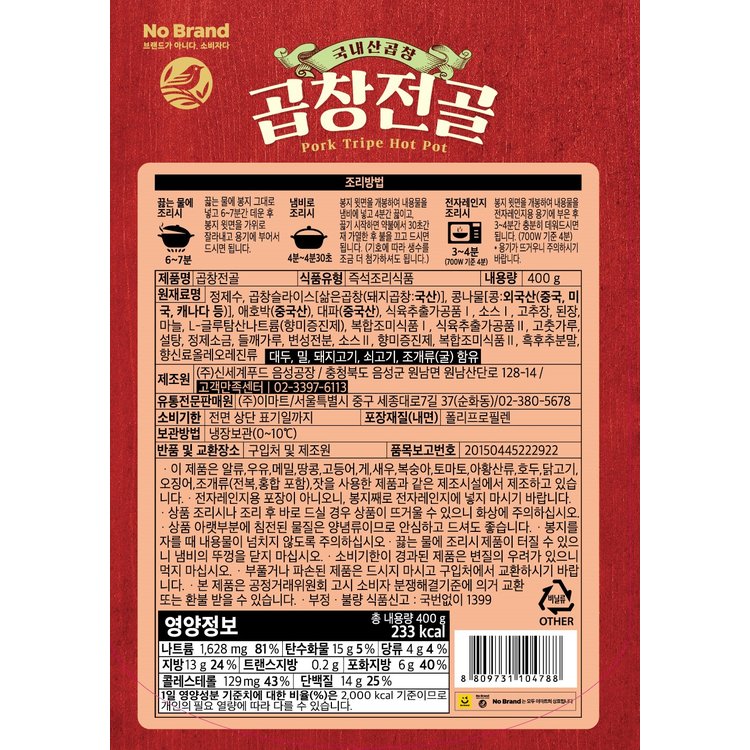 No Brand
브랜드가 아니다. 소비자다
국내산곱창
곱창전골
Pork Tripe Hot Pot
조리방법
끓는 물에
조리시
6~7분
끓는 물에 봉지 그대로
넣고 6~7분간 데운 후
봉지 윗면을 가위로
잘라내고 용기에 부어서
드시면 됩니다.
냄비로
조리시
4분~4분30초
봉지 윗면을 개봉하여 내용물을
냄비에 넣고 4분간 끓이고,
끓기 시작하면 약불에서 30초간
재 가열한 후 불을 끄고 드시면
됩니다. (기호에 따라 생수를
조금 더 첨가하셔도 됩니다.)
전자레인지
조리시
3~4분
(700W 기준 4분)
봉지 윗면을 개봉하여 내용물을
전자레인지용 용기에 부은 후
3~4분간 충분히 데워드시면
됩니다. (700W 기준 4분)
* 용기가 뜨거우니 주의하시기
바랍니다.
제품명 곱창전골 식품유형 즉석조리식품 내용량 400 g
원재료명 정제수, 곱창슬라이스[삶은곱창(돼지곱창:국산)], 콩나물[콩:외국산(중국, 미
국, 캐나다 등)], 애호박(중국산), 대파(중국산), 식육추출가공품Ⅰ, 소스Ⅰ, 고추장, 된장,
마늘, L-글루탐산나트륨(향미증진제), 복합조미식품Ⅰ, 식육추출가공품Ⅱ, 고춧가루,
설탕, 정제소금, 들깨가루, 변성전분, 소스Ⅱ, 향미증진제, 복합조미식품Ⅱ, 흑후추분말,
향신료올레오레진류 대두, 밀, 돼지고기, 쇠고기, 조개류(굴) 함유
제조원 (주)신세계푸드 음성공장 / 충청북도 음성군 원남면 원남산단로 128-14 /
고객만족센터 | 02-3397-6113
유통전문판매원 (주)이마트/서울특별시 중구 세종대로7길 37(순화동)/02-380-5678
소비기한 전면 상단 표기일까지 포장재질(내면) 폴리프로필렌
보관방법 냉장보관(0~10℃)
반품 및 교환장소 구입처 및 제조원 품목보고번호 20150445222922
· 이 제품은 알류,우유,메밀,땅콩,고등어,게,새우,복숭아,토마토,아황산류,호두,닭고기,
오징어,조개류(전복,홍합 포함),잣을 사용한 제품과 같은 제조시설에서 제조하고 있습
니다. · 전자레인지용 포장이 아니오니, 봉지째로 전자레인지에 넣지 마시기 바랍니다.
· 상품 조리시나 조리 후 바로 드실 경우 상품이 뜨거울 수 있으니 화상에 주의하십시오.
· 상품 아랫부분에 침전된 물질은 양념류이므로 안심하고 드셔도 좋습니다. · 봉지를
자를 때 내용물이 넘치지 않도록 주의하십시오. · 끓는 물에 조리시 제품이 터질 수 있으
니 냄비의 뚜껑을 닫지 마십시오. · 소비기한이 경과된 제품은 변질의 우려가 있으니
먹지 마십시오. · 부풀거나 파손된 제품은 드시지 마시고 구입처에서 교환하시기 바랍
니다. · 본 제품은 공정거래위원회 고시 소비자 분쟁해결기준에 의거 교환
또는 환불 받을 수 있습니다. · 부정 · 불량 식품신고 : 국번없이 1399
비닐류
OTHER
영양정보
총 내용량 400 g
233 kcal
나트륨 1,628 mg 81% 탄수화물 15 g 5% 당류 4 g 4%
지방 13 g 24% 트랜스지방 0.2 g 포화지방 6 g 40%
콜레스테롤 129 mg 43% 단백질 14 g 25%
1일 영양성분 기준치에 대한 비율(%)은 2,000 kcal 기준이므로
개인의 필요 열량에 따라 다를 수 있습니다.
8 809731 104788
No Brand는 모두 이마트의 상표입니다